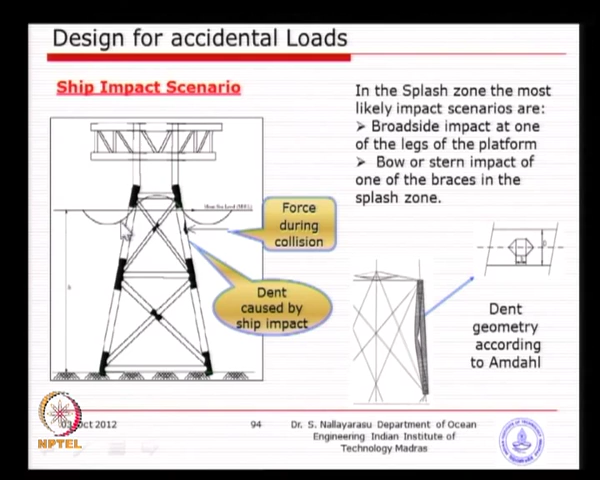 Design for accidental Loads
Ship Impact Scenario
In the Splash zone the most
likely impact scenarios are:
➢ Broadside impact at one
of the legs of the platform
➢ Bow or stern impact of
one of the braces in the
splash zone.
Force
during
collision
Dent
caused by
ship impact
Dent
geometry
according
to Amdahl
03 Oct 2012
94
Dr. S. Nallayarasu Department of Ocean
Engineering Indian Institute of
Technology Madras
NPTEL